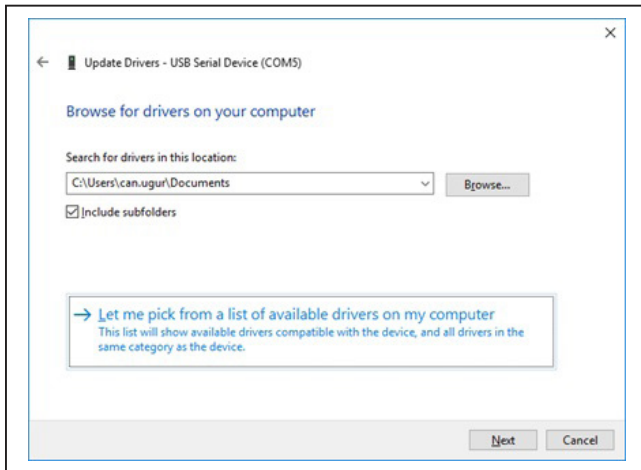 Update Drivers - USB Serial Device (COM5)
Browse for drivers on your computer
Search for drivers in this location:
C:\Users\can.ugur\Documents
Browse...
Include subfolders
Let me pick from a list of available drivers on my computer
This list will show available drivers compatible with the device, and all drivers in the
same category as the device.
Next
Cancel